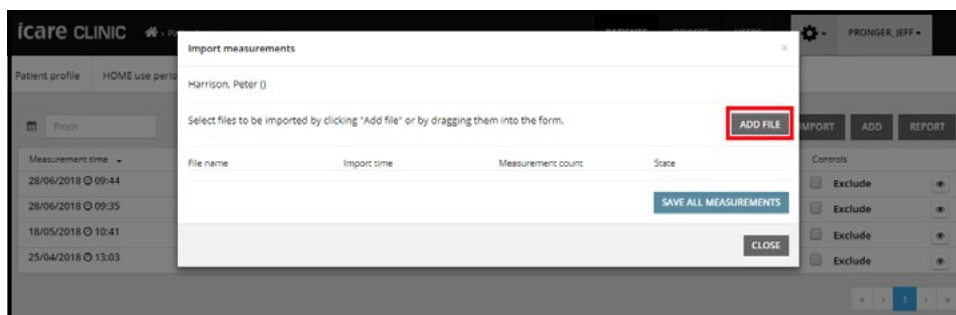 icare CLINIC
PRONGER, JEFF
Import measurements
Patient profile
HOME use perio
Harrison, Peter ()
Select files to be imported by clicking "Add file" or by dragging them into the form.
ADD FILE
From
IMPORT ADD REPORT
Measurement time
File name Import time Measurement count State
Controls
28/06/2018 09:44
Exclude
28/06/2018 09:35
SAVE ALL MEASUREMENTS
Exclude
18/05/2018 10:41
Exclude
CLOSE
25/04/2018 13:03
Exclude
« ‹ 1 › »